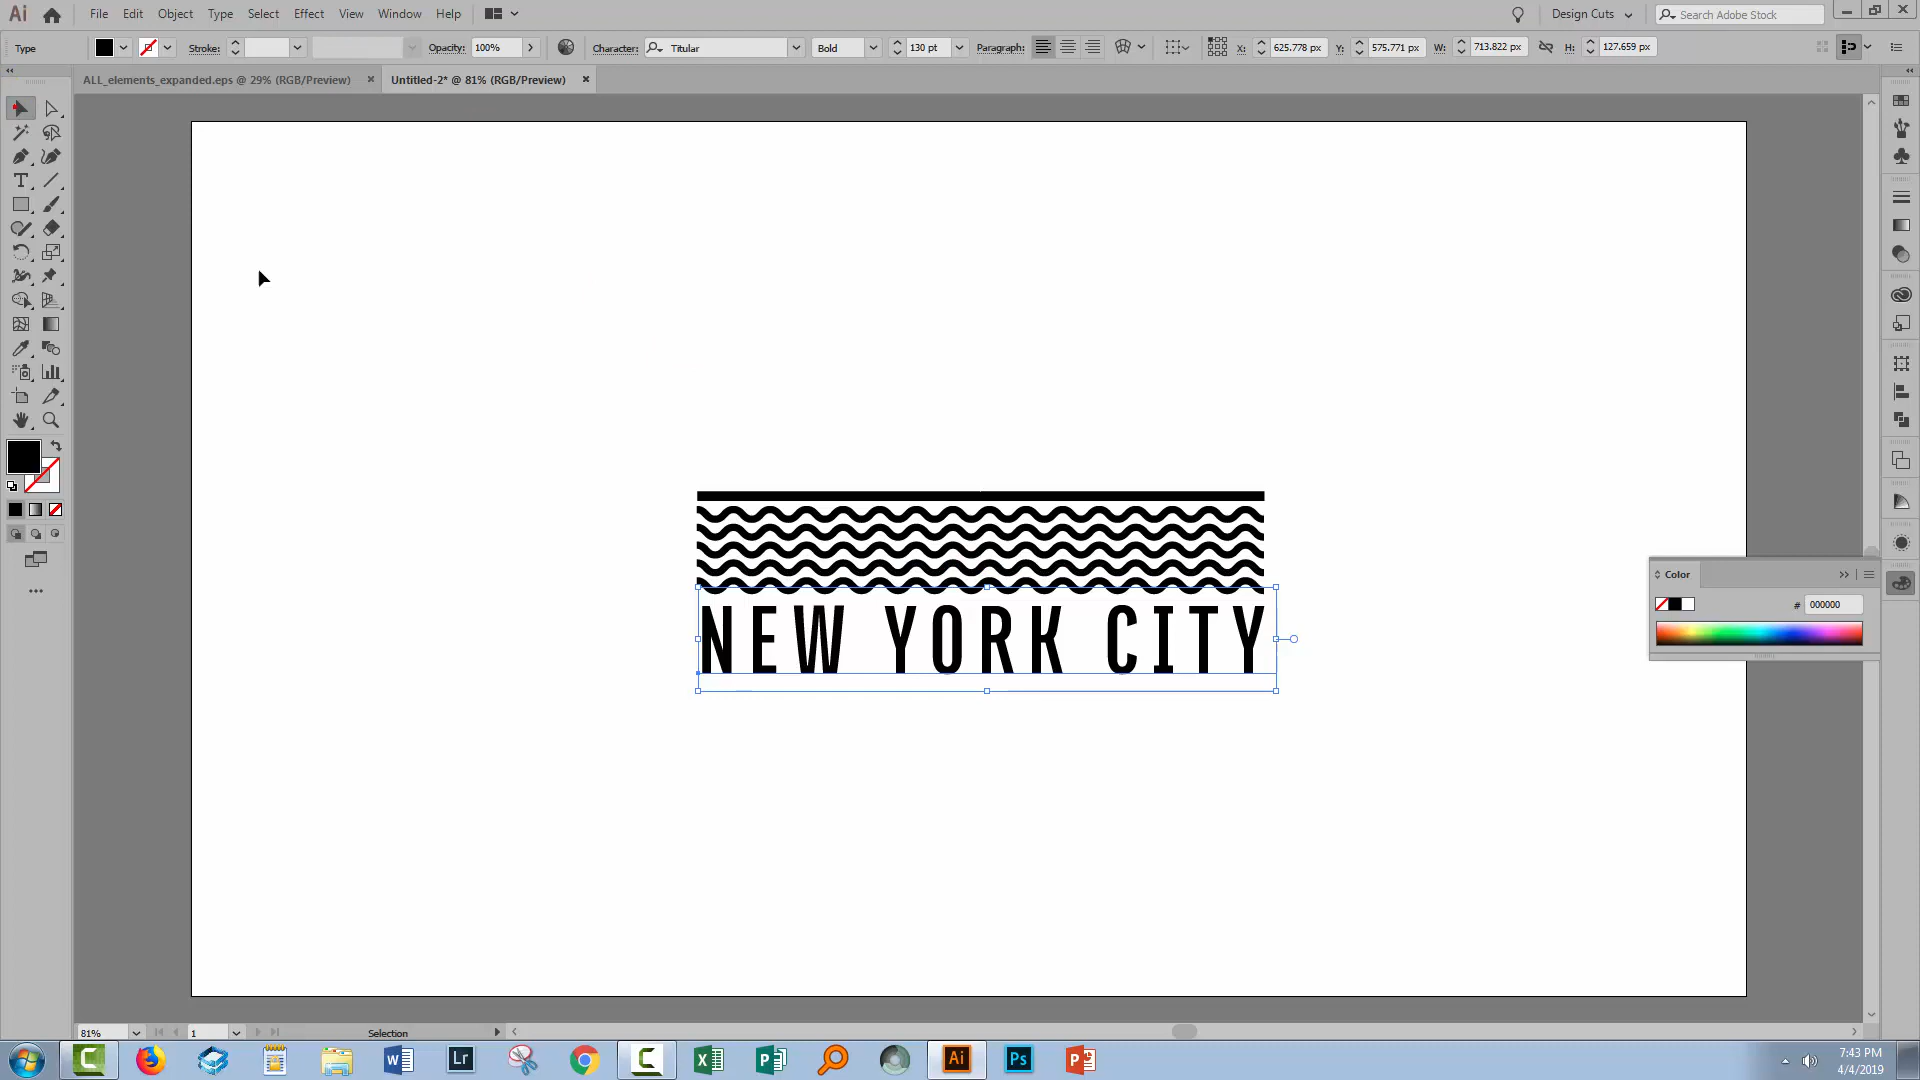 Ai File Edit Object Type Select Effect View Window Help Design Cuts Search Adobe Stock
Type Stroke: Opacity: 100% Character: Titular Bold 130 pt Paragraph: X: 625.778 px Y: 575.771 px W: 713.822 px H: 127.659 px
ALL_elements_expanded.eps @ 29% (RGB/Preview) Untitled-2* @ 81% (RGB/Preview)
Color
# 000000
NEW YORK CITY
81% 1 Selection
Lr Ai Ps
7:43 PM
4/4/2019